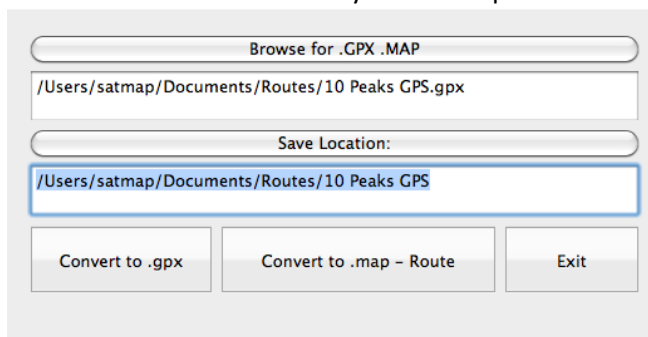 Browse for .GPX .MAP
/Users/satmap/Documents/Routes/10 Peaks GPS.gpx
Save Location:
/Users/satmap/Documents/Routes/10 Peaks GPS
Convert to .gpx Convert to .map – Route Exit